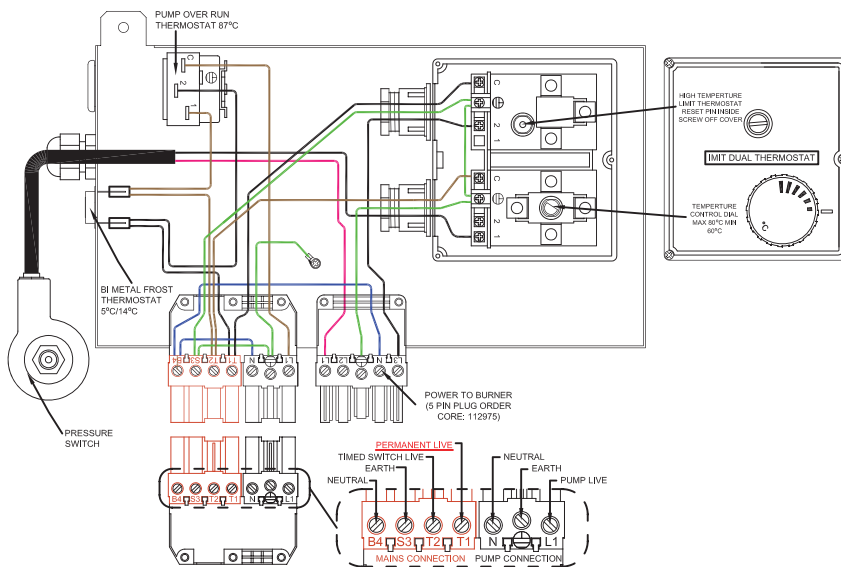 PUMP OVER RUN
THERMOSTAT 87°C
C
2
1
C
2
1
C
2
1
HIGH TEMPERTURE
LIMIT THERMOSTAT
RESET PIN INSIDE
SCREW OFF COVER
IMIT DUAL THERMOSTAT
TEMPERTURE
CONTROL DIAL
MAX 80°C MIN
60°C
°C
BI METAL FROST
THERMOSTAT
5°C/14°C
PRESSURE
SWITCH
B4 S3 T2 T1 N L1
L1 L2 N L3
POWER TO BURNER
(5 PIN PLUG ORDER
CORE: 112975)
B4 S3 T2 T1 N L1
PERMANENT LIVE
TIMED SWITCH LIVE
EARTH
NEUTRAL
NEUTRAL
EARTH
PUMP LIVE
B4 S3 T2 T1 N L1
MAINS CONNECTION PUMP CONNECTION